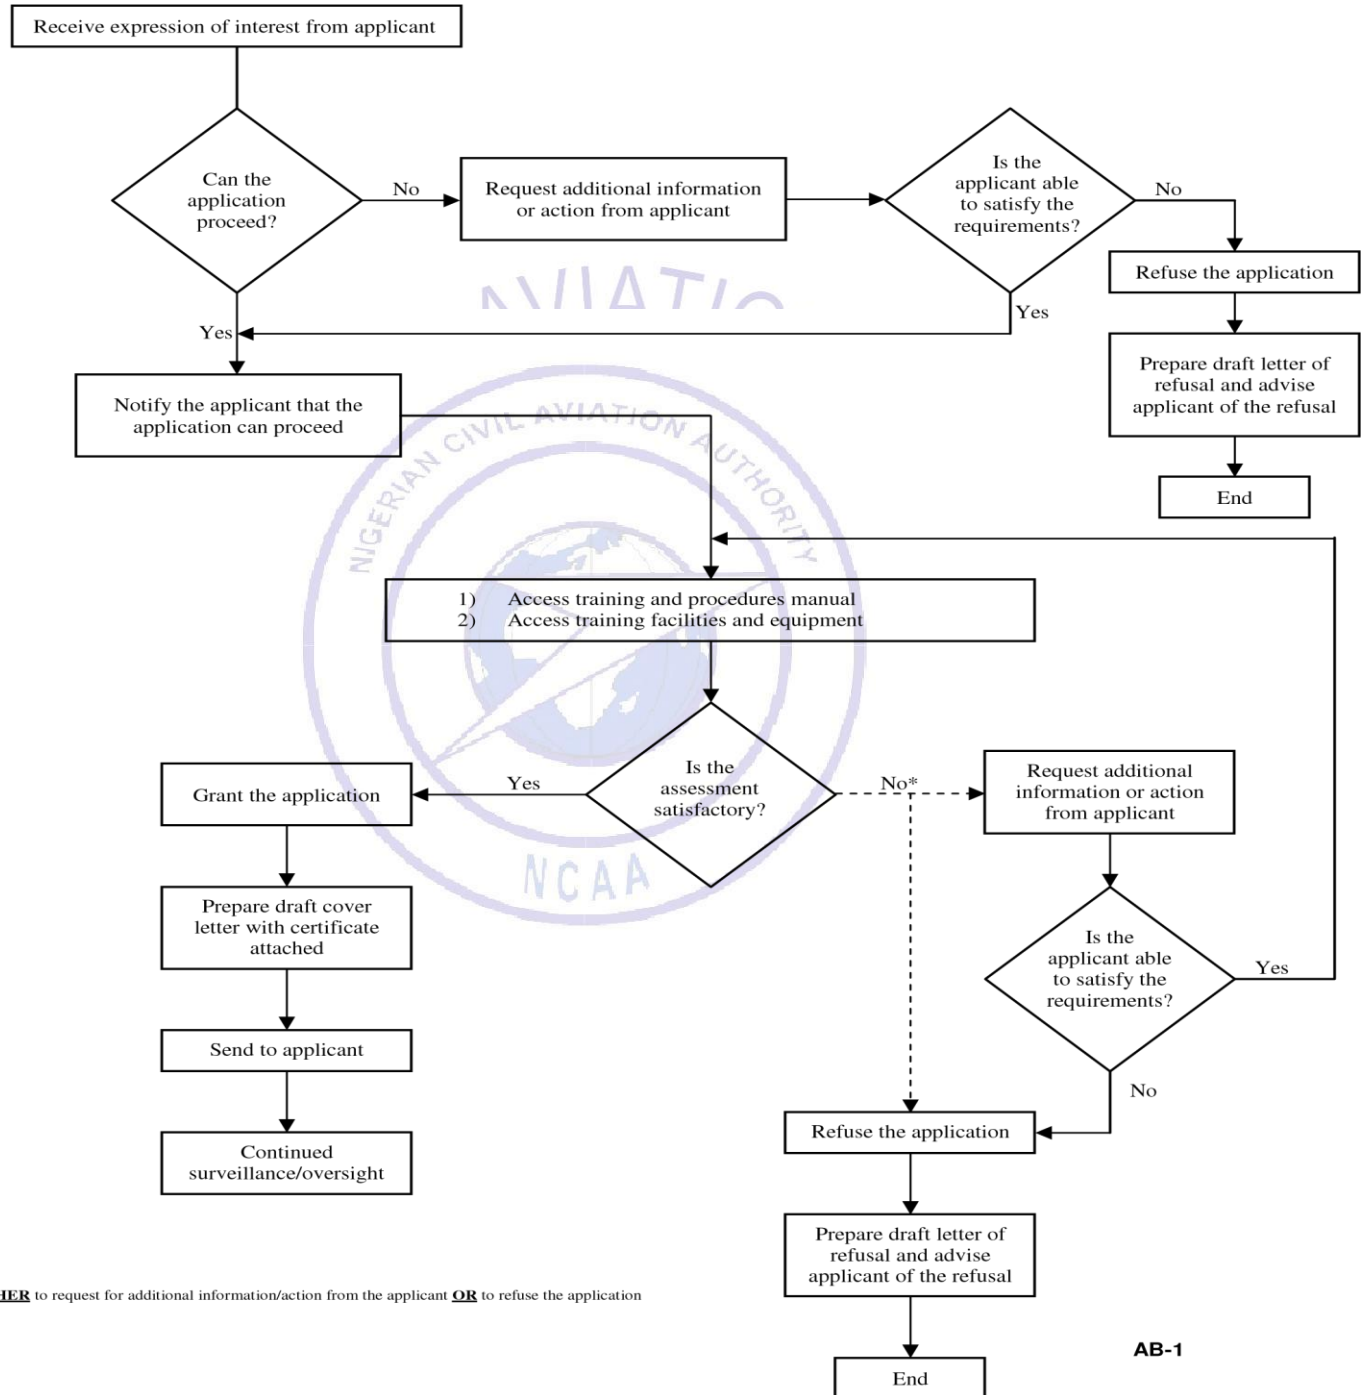 Receive expression of interest from applicant
Can the
application
proceed?
No
Request additional information
or action from applicant
Is the
applicant able
to satisfy the
requirements?
No
Refuse the application
Prepare draft letter of
refusal and advise
applicant of the refusal
End
Yes
Yes
AVIATIO
Notify the applicant that the
application can proceed
NIGERIAN CIVIL AVIATION AUTHORITY
1) Access training and procedures manual
2) Access training facilities and equipment
Is the
assessment
satisfactory?
Yes
No*
Grant the application
Prepare draft cover
letter with certificate
attached
Send to applicant
Continued
surveillance/oversight
NCAA
Request additional
information or action
from applicant
Is the
applicant able
to satisfy the
requirements?
Yes
No
Refuse the application
Prepare draft letter of
refusal and advise
applicant of the refusal
End
HER to request for additional information/action from the applicant OR to refuse the application
AB-1